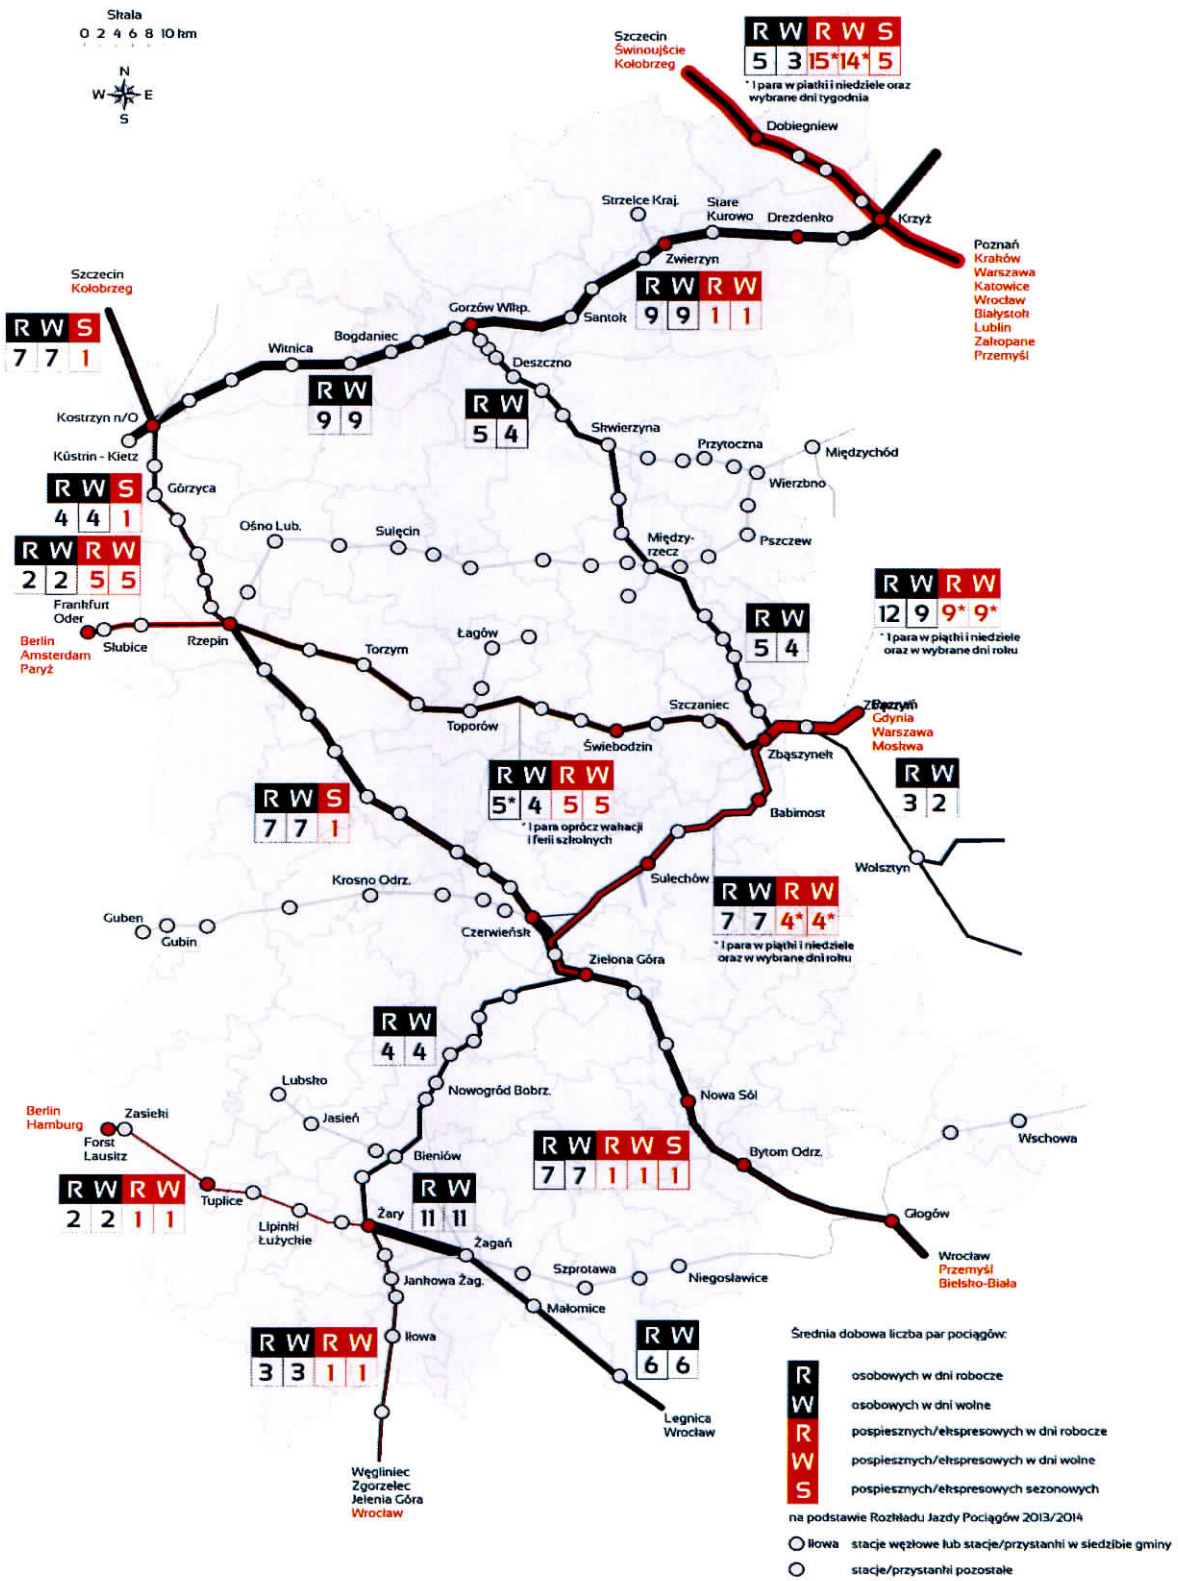 Skala
0 2 4 6 8 10 km
N
W E
S
Szczecin
Świnoujście
Kołobrzeg
R W R W S
5 3 15* 14* 5
* 1 para w piątki i niedziele oraz
wybrane dni tygodnia
Dobiegniew
Strzelce Kraj.
Stare
Kurowo
Drezdenko
Krzyż
Zwierzyn
Poznań
Kraków
Warszawa
Katowice
Wrocław
Białystok
Lublin
Zakopane
Przemyśl
Szczecin
Kołobrzeg
R W S
7 7 1
R W R W
9 9 1 1
Gorzów Wlkp.
Santok
Bogdaniec
Witnica
Deszczno
R W
9 9
R W
5 4
Kostrzyn n/O
Küstrin - Kietz
Skwierzyna
Przytoczna
Międzychód
Wierzbno
R W S
4 4 1
Górzyca
Ośno Lub.
Sulęcin
Między-
rzecz
Pszczew
R W R W
2 2 5 5
Frankfurt
Oder
Berlin
Amsterdam
Paryż
Słubice
Rzepin
Łagów
Torzym
R W
5 4
R W R W
12 9 9* 9*
* 1 para w piątki i niedziele
oraz w wybrane dni roku
Toporów
Szczaniec
Świebodzin
Zbąszynek
Gdynia
Warszawa
Moskwa
R W R W
5* 4 5 5
* 1 para oprócz wakacji
i ferii szkolnych
R W
3 2
R W S
7 7 1
Babimost
Wolsztyn
Sulechów
Krosno Odrz.
R W R W
7 7 4* 4*
* 1 para w piątki i niedziele
oraz w wybrane dni roku
Guben
Gubin
Czerwieńsk
Zielona Góra
R W
4 4
Lubsko
Nowogród Bobrz.
Nowa Sól
Berlin
Hamburg
Zasieki
Forst
Lausitz
Jasień
Bieniów
R W R W S
7 7 1 1 1
Bytom Odrz.
Wschowa
R W R W
2 2 1 1
Tuplice
Lipinki
Łużyckie
Żary
R W
11 11
Żagań
Głogów
Wrocław
Przemyśl
Bielsko-Biała
Jankowa Żag.
Szprotawa
Niegosławice
Małomice
R W R W
3 3 1 1
Iłowa
R W
6 6
Legnica
Wrocław
Węgliniec
Zgorzelec
Jelenia Góra
Wrocław
Średnia dobowa liczba par pociągów:
R osobowych w dni robocze
W osobowych w dni wolne
R pospiesznych/ekspresowych w dni robocze
W pospiesznych/ekspresowych w dni wolne
S pospiesznych/ekspresowych sezonowych
na podstawie Rozkładu Jazdy Pociągów 2013/2014
Iłowa stacje węzłowe lub stacje/przystanki w siedzibie gminy
stacje/przystanki pozostałe